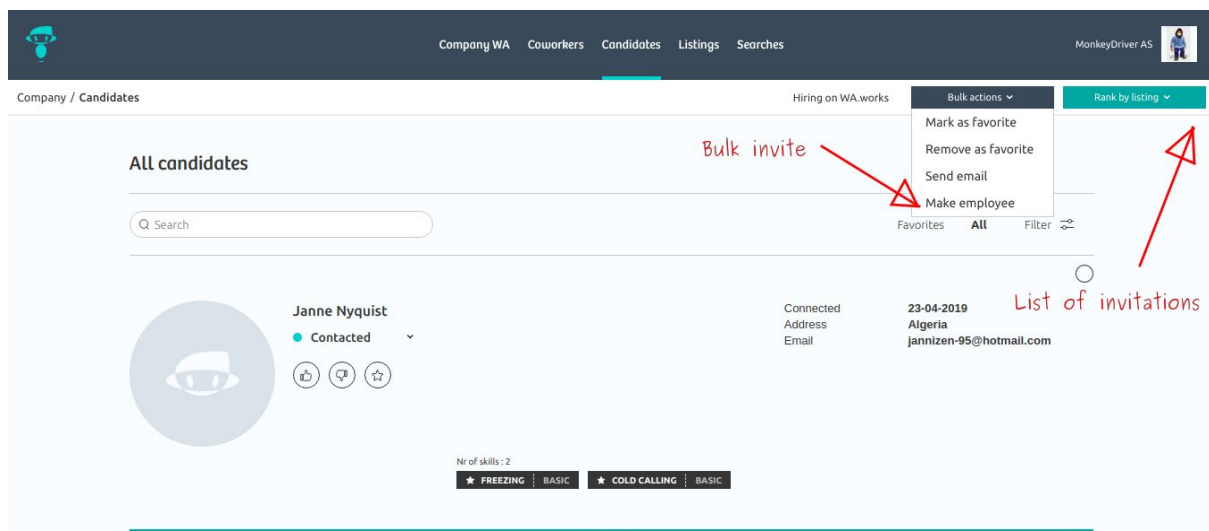 Company WA Coworkers Candidates Listings Searches MonkeyDriver AS
Company / Candidates Hiring on WA.works Bulk actions Rank by listing
Mark as favorite
Remove as favorite
Send email
Make employee
Bulk invite
All candidates
Search Favorites All Filter
List of invitations
Janne Nyquist
Contacted
Connected 23-04-2019
Address Algeria
Email jannizen-95@hotmail.com
Nr of skills : 2
FREEZING BASIC COLD CALLING BASIC